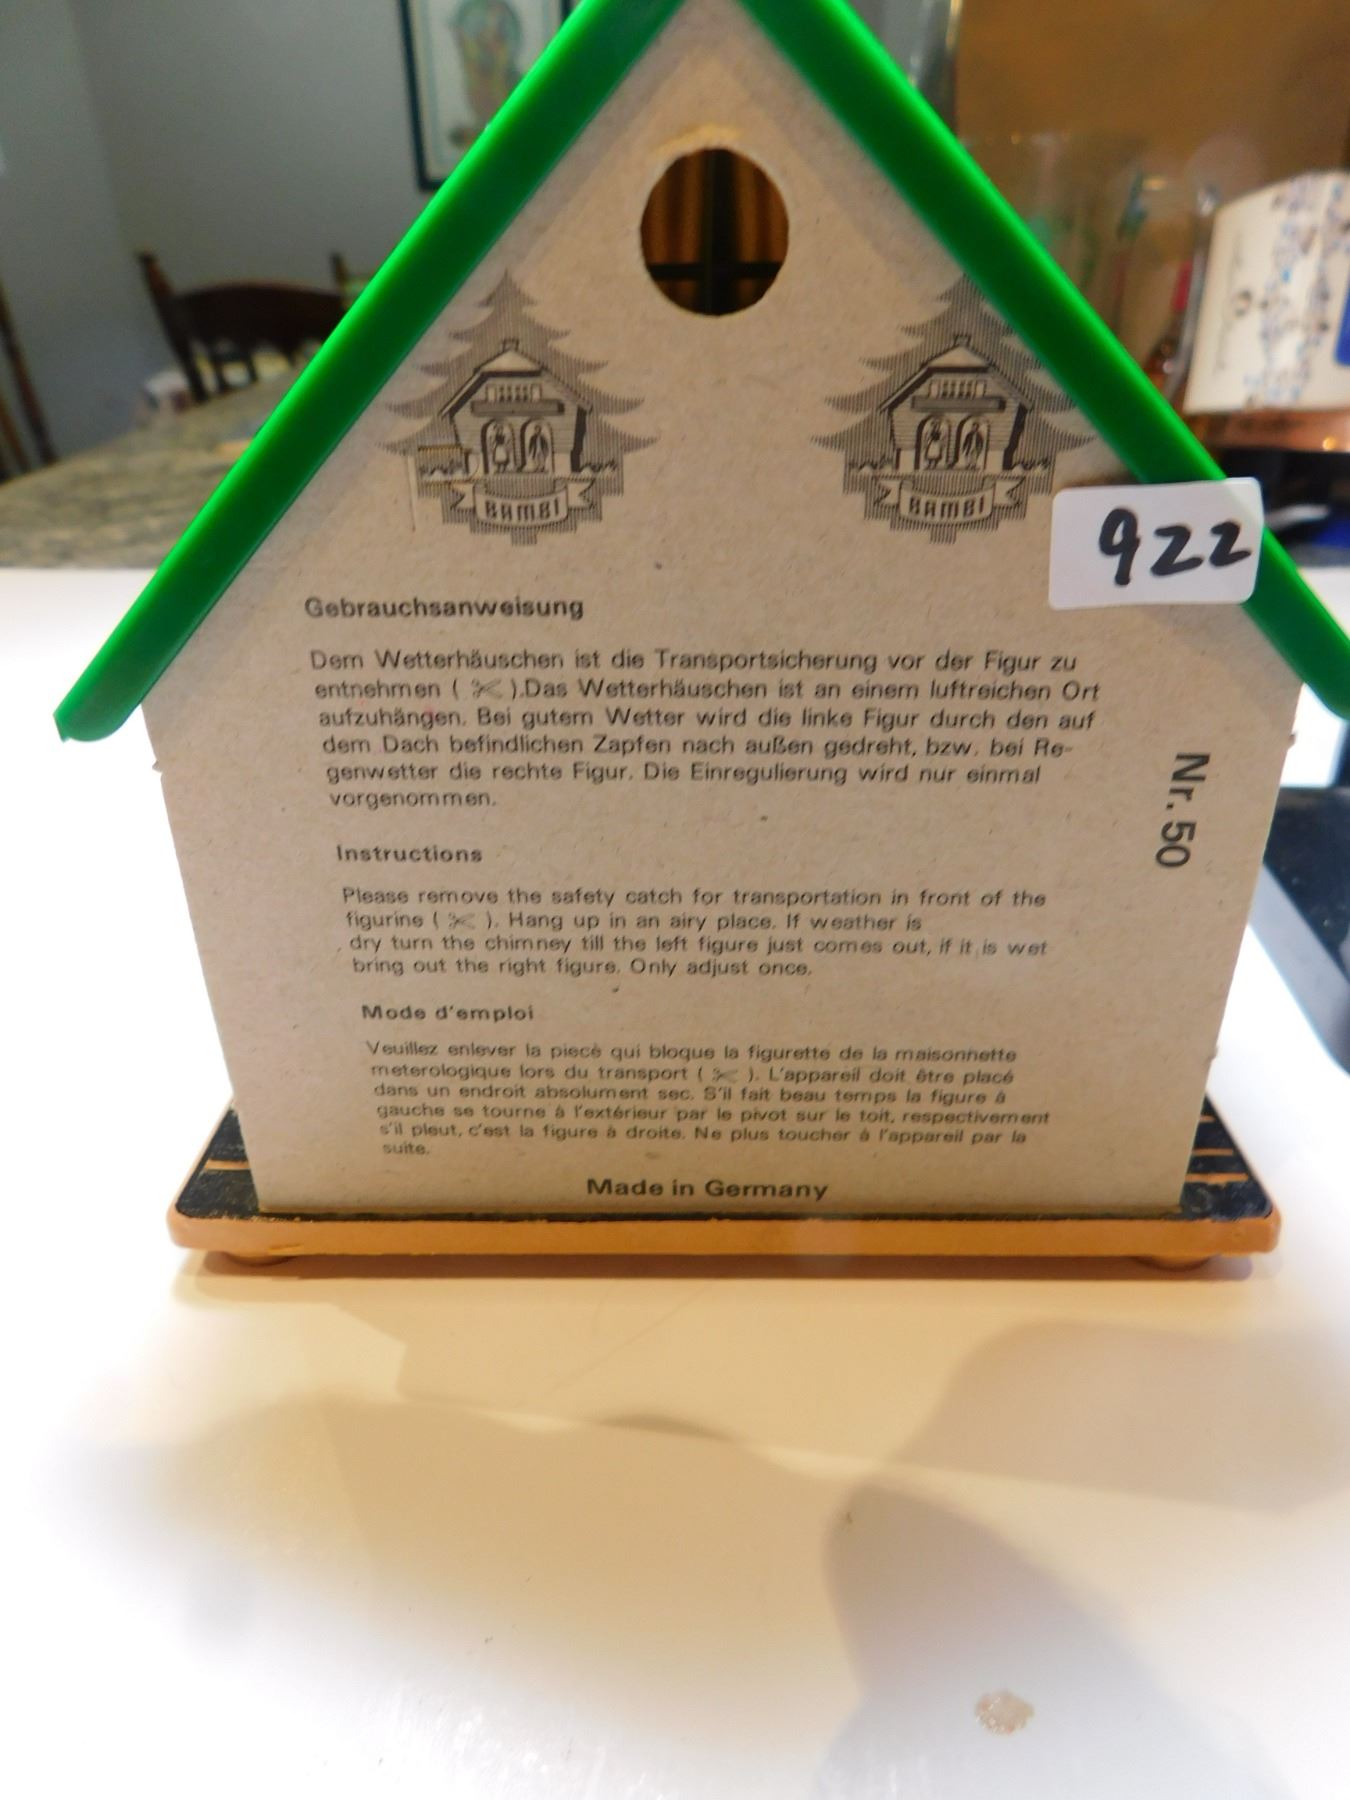 BAMBI
BAMBI
922
Gebrauchsanweisung
Dem Wetterhäuschen ist die Transportsicherung vor der Figur zu
entnehmen ( ✂ ).Das Wetterhäuschen ist an einem luftreichen Ort
aufzuhängen. Bei gutem Wetter wird die linke Figur durch den auf
dem Dach befindlichen Zapfen nach außen gedreht, bzw. bei Re-
genwetter die rechte Figur. Die Einregulierung wird nur einmal
vorgenommen.
Nr. 50
Instructions
Please remove the safety catch for transportation in front of the
figurine ( ✂ ). Hang up in an airy place. If weather is
dry turn the chimney till the left figure just comes out, if it is wet
bring out the right figure. Only adjust once.
Mode d'emploi
Veuillez enlever la piecè qui bloque la figurette de la maisonnette
meterologique lors du transport ( ✂ ). L'appareil doit être placé
dans un endroit absolument sec. S'il fait beau temps la figure à
gauche se tourne à l'extérieur par le pivot sur le toit, respectivement
s'il pleut, c'est la figure à droite. Ne plus toucher à l'appareil par la
suite.
Made in Germany